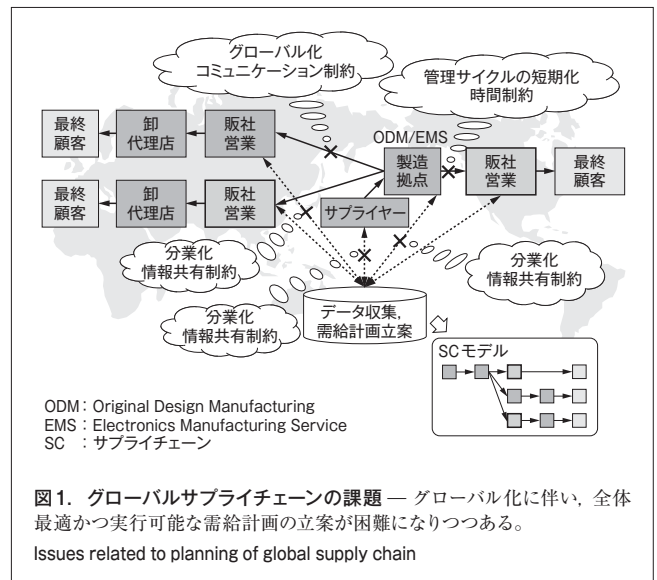 グローバル化
コミュニケーション制約
管理サイクルの短期化
時間制約
ODM/EMS
最終
顧客
卸
代理店
販社
営業
製造
拠点
販社
営業
最終
顧客
最終
顧客
卸
代理店
販社
営業
サプライヤー
分業化
情報共有制約
分業化
情報共有制約
分業化
情報共有制約
データ収集,
需給計画立案
SCモデル
ODM：Original Design Manufacturing
EMS：Electronics Manufacturing Service
SC ：サプライチェーン
図1. グローバルサプライチェーンの課題 ― グローバル化に伴い, 全体
最適かつ実行可能な需給計画の立案が困難になりつつある。
Issues related to planning of global supply chain